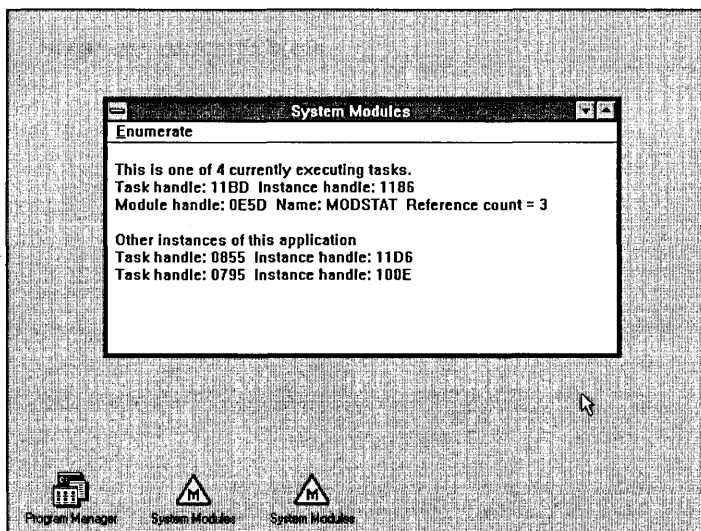 System Modules
Enumerate
This is one of 4 currently executing tasks.
Task handle: 11BD Instance handle: 1186
Module handle: 0E5D Name: MODSTAT Reference count = 3
Other instances of this application
Task handle: 0855 Instance handle: 11D6
Task handle: 0795 Instance handle: 100E
M M
Program Manager System Modules System Modules